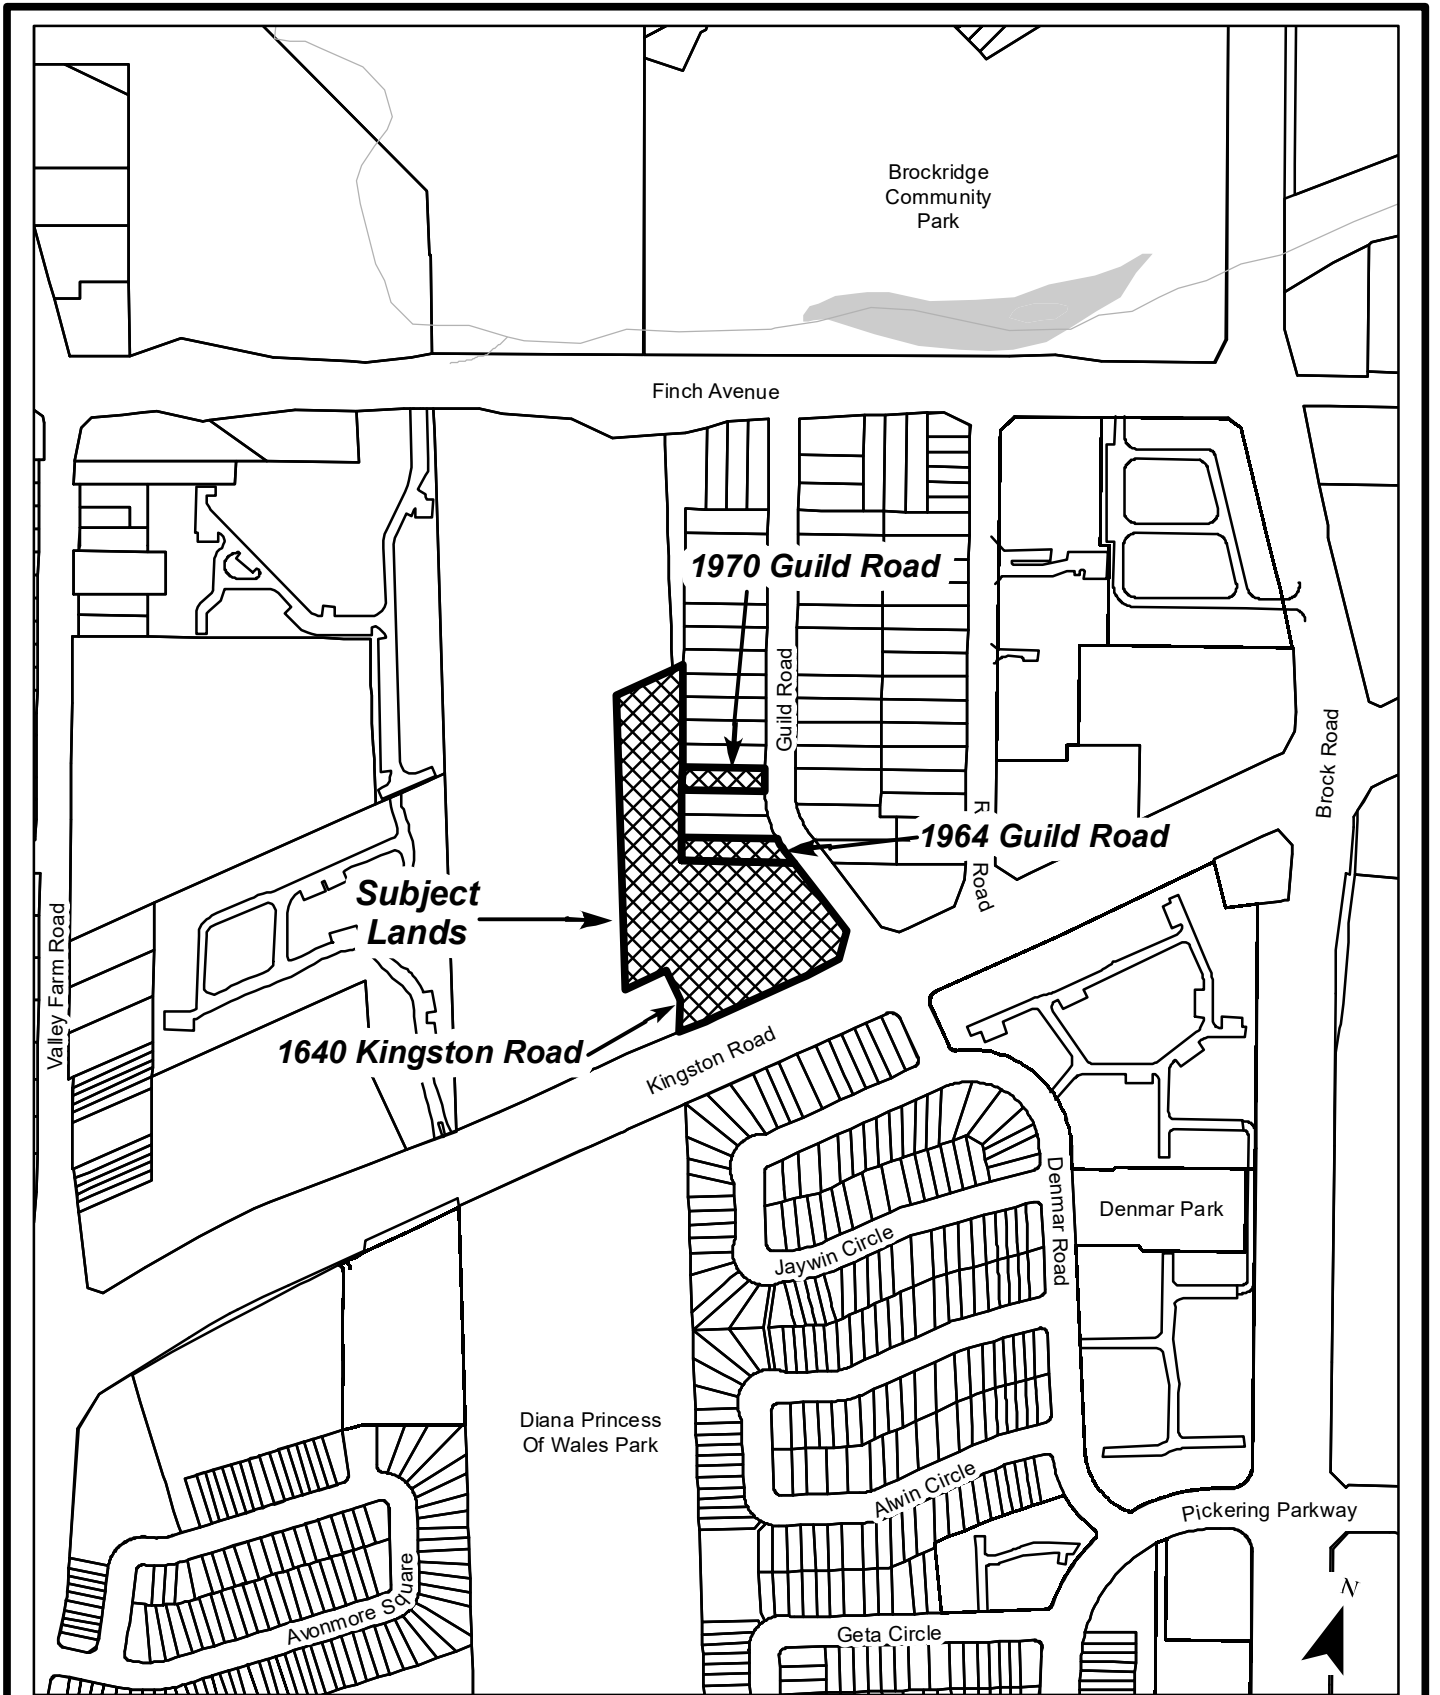 Brockridge
Community
Park
Finch Avenue
1970 Guild Road
Guild Road
Brock Road
1964 Guild Road
Road
Subject
Lands
Valley Farm Road
1640 Kingston Road
Kingston Road
Denmar Road
Denmar Park
Jaywin Circle
Diana Princess
Of Wales Park
Alwin Circle
Pickering Parkway
Avonmore Square
Geta Circle
N